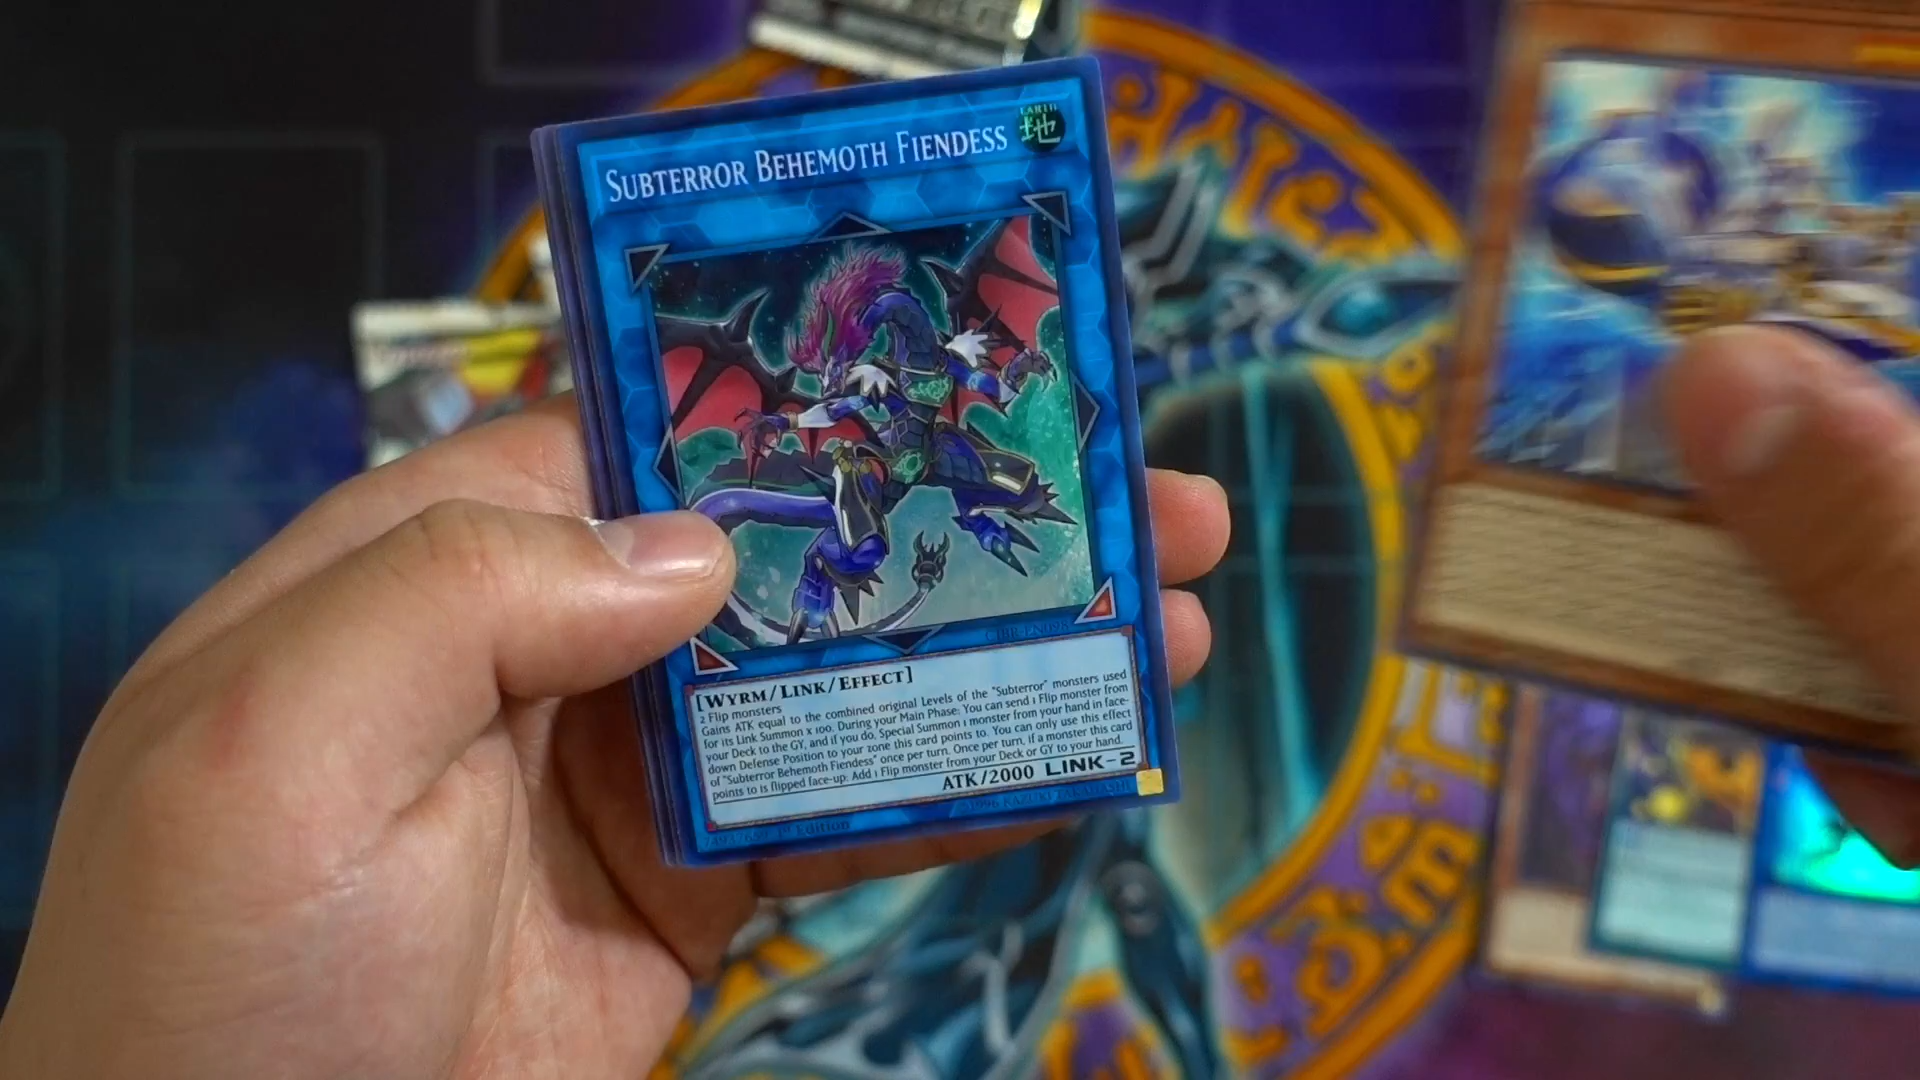 SUBTERROR BEHEMOTH FIENDESS
EARTH
地
CIBR-EN098
[WYRM/LINK/EFFECT]
2 Flip monsters
Gains ATK equal to the combined original Levels of the "Subterror" monsters used
for its Link Summon x 100. During your Main Phase: You can send 1 Flip monster from
your Deck to the GY, and if you do, Special Summon 1 monster from your hand in face-
down Defense Position to your zone this card points to. You can only use this effect
of "Subterror Behemoth Fiendess" once per turn. Once per turn, if a monster this card
points to is flipped face-up: Add 1 Flip monster from your Deck or GY to your hand.
ATK/2000 LINK-2
1st Edition
©1996 KAZUKI TAKAHASHI